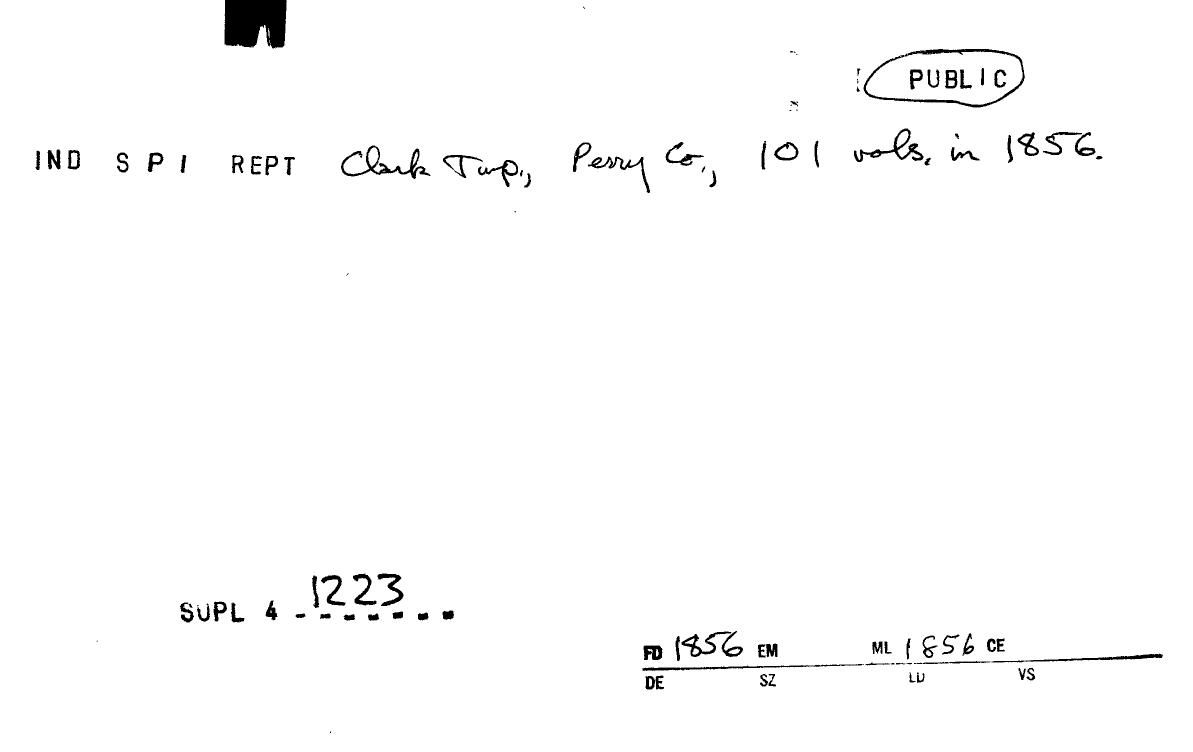 PUBLIC
IND S P I REPT Clark Twp., Perry Co., 101 vols. in 1856.
SUPL 4 1223
FD 1856 EM ML 1856 CE
DE SZ LD VS